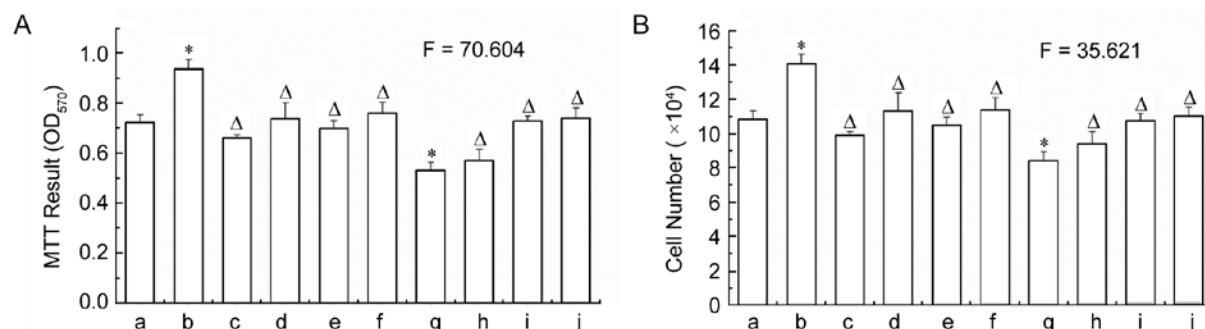 A
MTT Result (OD570)
1.0
0.8
0.6
0.4
0.2
0.0
F = 70.604
*
Δ
Δ
Δ
Δ
*
Δ
Δ
Δ
a b c d e f g h i j
B
Cell Number ( ×10⁴)
16
14
12
10
8
6
4
2
0
F = 35.621
*
Δ
Δ
Δ
Δ
*
Δ
Δ
Δ
a b c d e f g h i j